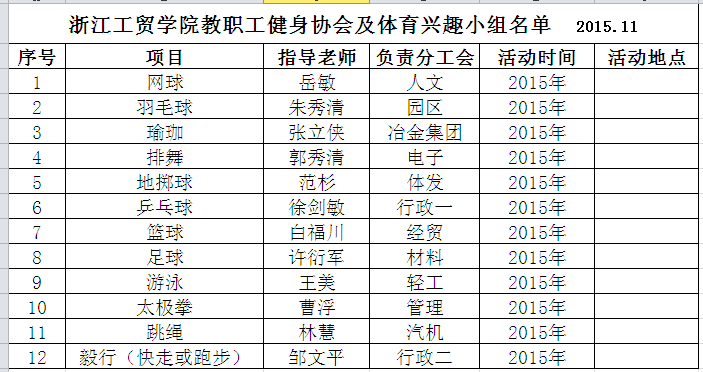 浙江工贸学院教职工健身协会及体育兴趣小组名单 2015.11
序号 项目 指导老师 负责分工会 活动时间 活动地点
1 网球 岳敏 人文 2015年
2 羽毛球 朱秀清 园区 2015年
3 瑜珈 张立侠 冶金集团 2015年
4 排舞 郭秀清 电子 2015年
5 地掷球 范杉 体发 2015年
6 乒乓球 徐剑敏 行政一 2015年
7 篮球 白福川 经贸 2015年
8 足球 许衍军 材料 2015年
9 游泳 王美 轻工 2015年
10 太极拳 曹浮 管理 2015年
11 跳绳 林慧 汽机 2015年
12 毅行（快走或跑步） 邹文平 行政二 2015年